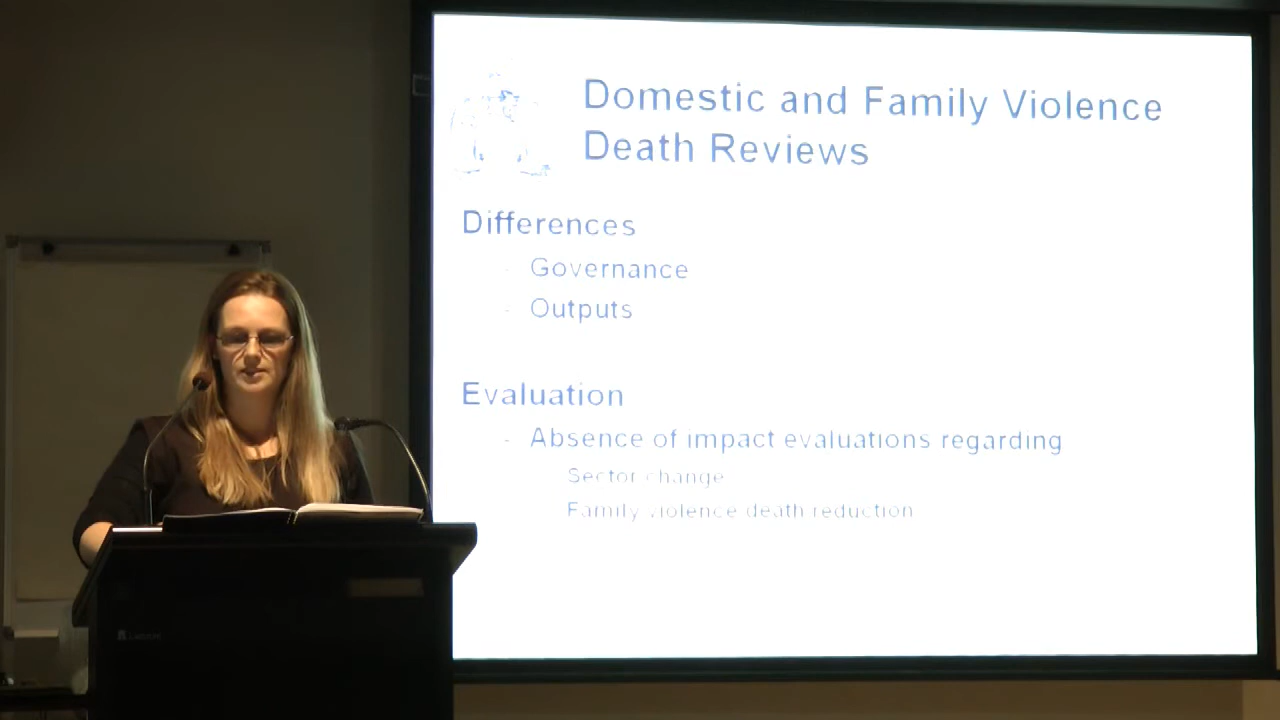 Domestic and Family Violence
Death Reviews
Differences
- Governance
- Outputs
Evaluation
- Absence of impact evaluations regarding
Sector change
Family violence death reduction